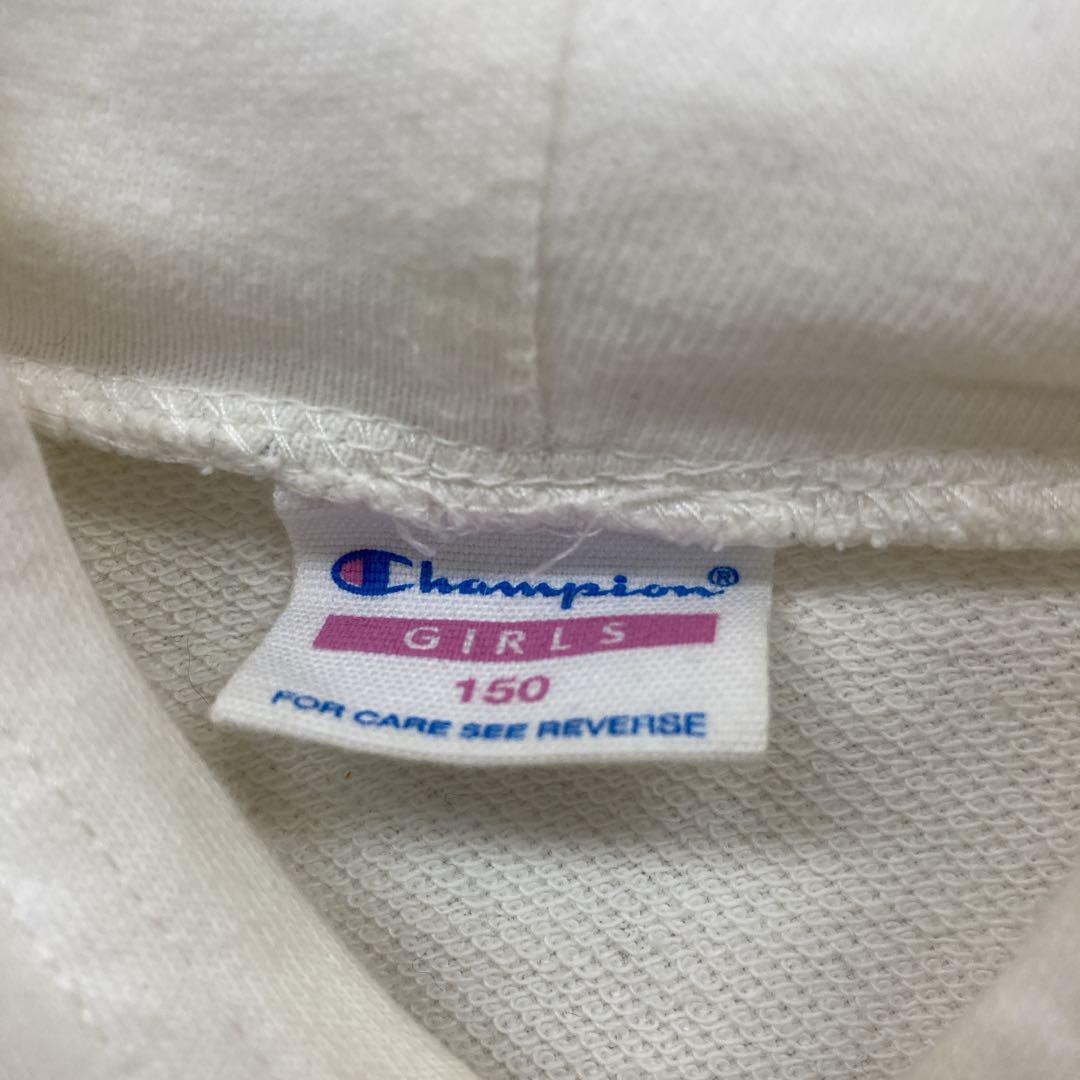 Champion®
GIRLS
150
FOR CARE SEE REVERSE